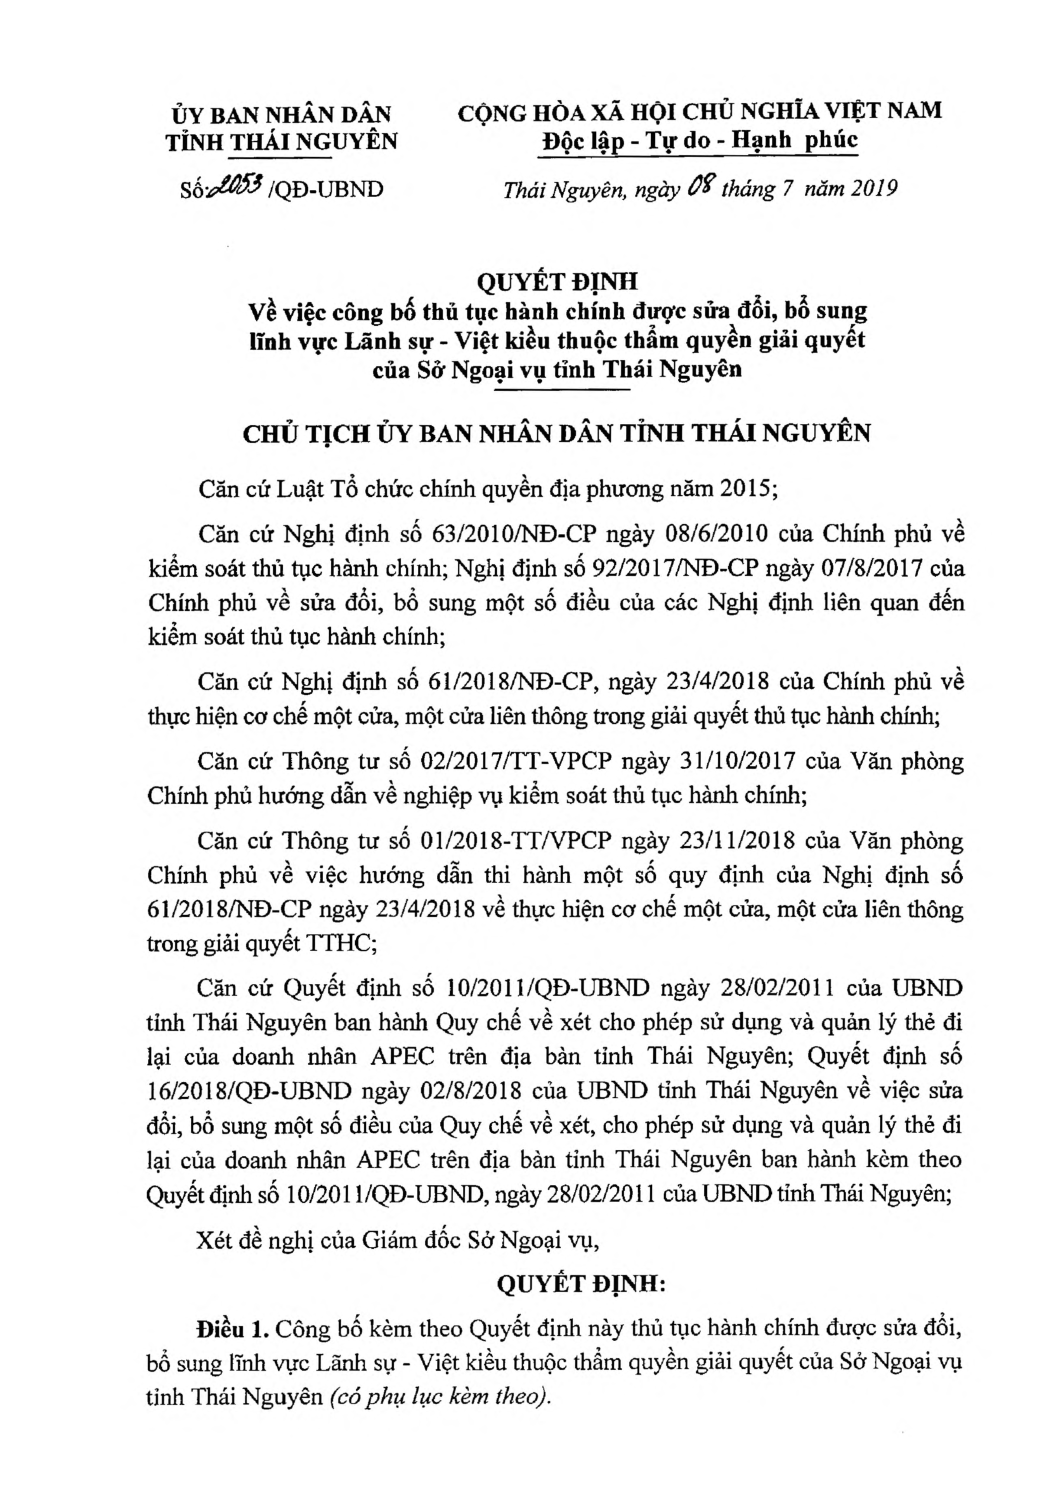 ỦY BAN NHÂN DÂN
TỈNH THÁI NGUYÊN
Số: 2053 /QĐ-UBND
CỘNG HÒA XÃ HỘI CHỦ NGHĨA VIỆT NAM
Độc lập - Tự do - Hạnh phúc
Thái Nguyên, ngày 08 tháng 7 năm 2019
QUYẾT ĐỊNH
Về việc công bố thủ tục hành chính được sửa đổi, bổ sung
lĩnh vực Lãnh sự - Việt kiều thuộc thẩm quyền giải quyết
của Sở Ngoại vụ tỉnh Thái Nguyên
CHỦ TỊCH ỦY BAN NHÂN DÂN TỈNH THÁI NGUYÊN
Căn cứ Luật Tổ chức chính quyền địa phương năm 2015;
Căn cứ Nghị định số 63/2010/NĐ-CP ngày 08/6/2010 của Chính phủ về
kiểm soát thủ tục hành chính; Nghị định số 92/2017/NĐ-CP ngày 07/8/2017 của
Chính phủ về sửa đổi, bổ sung một số điều của các Nghị định liên quan đến
kiểm soát thủ tục hành chính;
Căn cứ Nghị định số 61/2018/NĐ-CP, ngày 23/4/2018 của Chính phủ về
thực hiện cơ chế một cửa, một cửa liên thông trong giải quyết thủ tục hành chính;
Căn cứ Thông tư số 02/2017/TT-VPCP ngày 31/10/2017 của Văn phòng
Chính phủ hướng dẫn về nghiệp vụ kiểm soát thủ tục hành chính;
Căn cứ Thông tư số 01/2018-TT/VPCP ngày 23/11/2018 của Văn phòng
Chính phủ về việc hướng dẫn thi hành một số quy định của Nghị định số
61/2018/NĐ-CP ngày 23/4/2018 về thực hiện cơ chế một cửa, một cửa liên thông
trong giải quyết TTHC;
Căn cứ Quyết định số 10/2011/QĐ-UBND ngày 28/02/2011 của UBND
tỉnh Thái Nguyên ban hành Quy chế về xét cho phép sử dụng và quản lý thẻ đi
lại của doanh nhân APEC trên địa bàn tỉnh Thái Nguyên; Quyết định số
16/2018/QĐ-UBND ngày 02/8/2018 của UBND tỉnh Thái Nguyên về việc sửa
đổi, bổ sung một số điều của Quy chế về xét, cho phép sử dụng và quản lý thẻ đi
lại của doanh nhân APEC trên địa bàn tỉnh Thái Nguyên ban hành kèm theo
Quyết định số 10/2011/QĐ-UBND, ngày 28/02/2011 của UBND tỉnh Thái Nguyên;
Xét đề nghị của Giám đốc Sở Ngoại vụ,
QUYẾT ĐỊNH:
Điều 1. Công bố kèm theo Quyết định này thủ tục hành chính được sửa đổi,
bổ sung lĩnh vực Lãnh sự - Việt kiều thuộc thẩm quyền giải quyết của Sở Ngoại vụ
tỉnh Thái Nguyên (có phụ lục kèm theo).